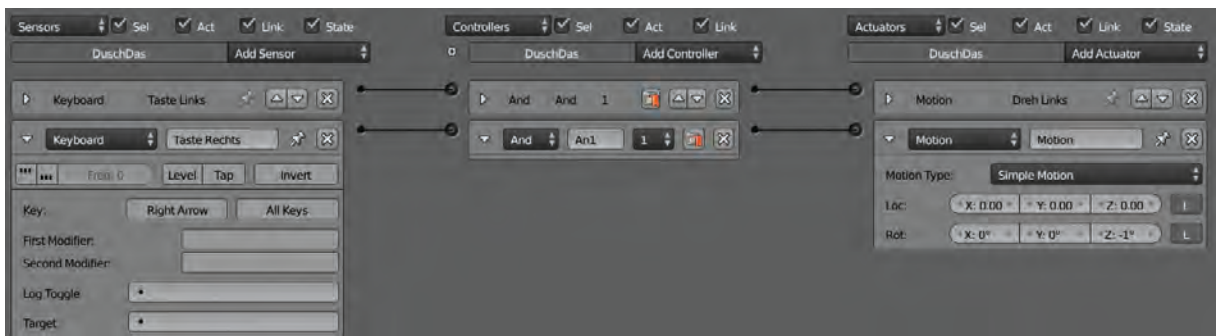 Sensors Sel Act Link State
DuschDas Add Sensor
Keyboard Taste Links
Keyboard Taste Rechts
Freq: 0 Level Tap Invert
Key: Right Arrow All Keys
First Modifier:
Second Modifier:
Log Toggle
Target
Controllers Sel Act Link
DuschDas Add Controller
And And 1
And An1 1
Actuators Sel Act Link State
DuschDas Add Actuator
Motion Dreh Links
Motion Motion
Motion Type: Simple Motion
Loc: X: 0.00 Y: 0.00 Z: 0.00 L
Rot: X: 0° Y: 0° Z: -1° L